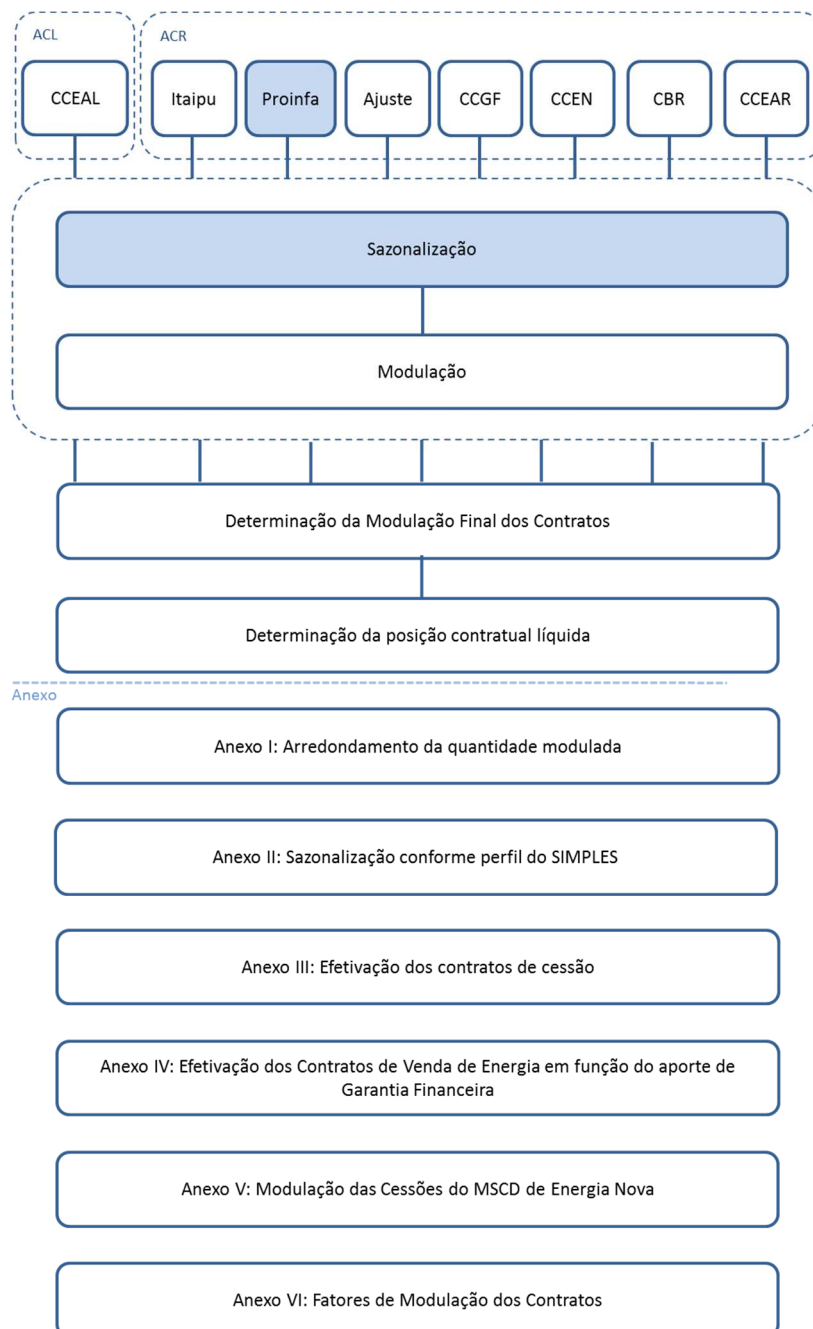 ACL
ACR
CCEAL
Itaipu
Proinfa
Ajuste
CCGF
CCEN
CBR
CCEAR
Sazonalização
Modulação
Determinação da Modulação Final dos Contratos
Determinação da posição contratual líquida
Anexo
Anexo I: Arredondamento da quantidade modulada
Anexo II: Sazonalização conforme perfil do SIMPLES
Anexo III: Efetivação dos contratos de cessão
Anexo IV: Efetivação dos Contratos de Venda de Energia em função do aporte de
Garantia Financeira
Anexo V: Modulação das Cessões do MSCD de Energia Nova
Anexo VI: Fatores de Modulação dos Contratos